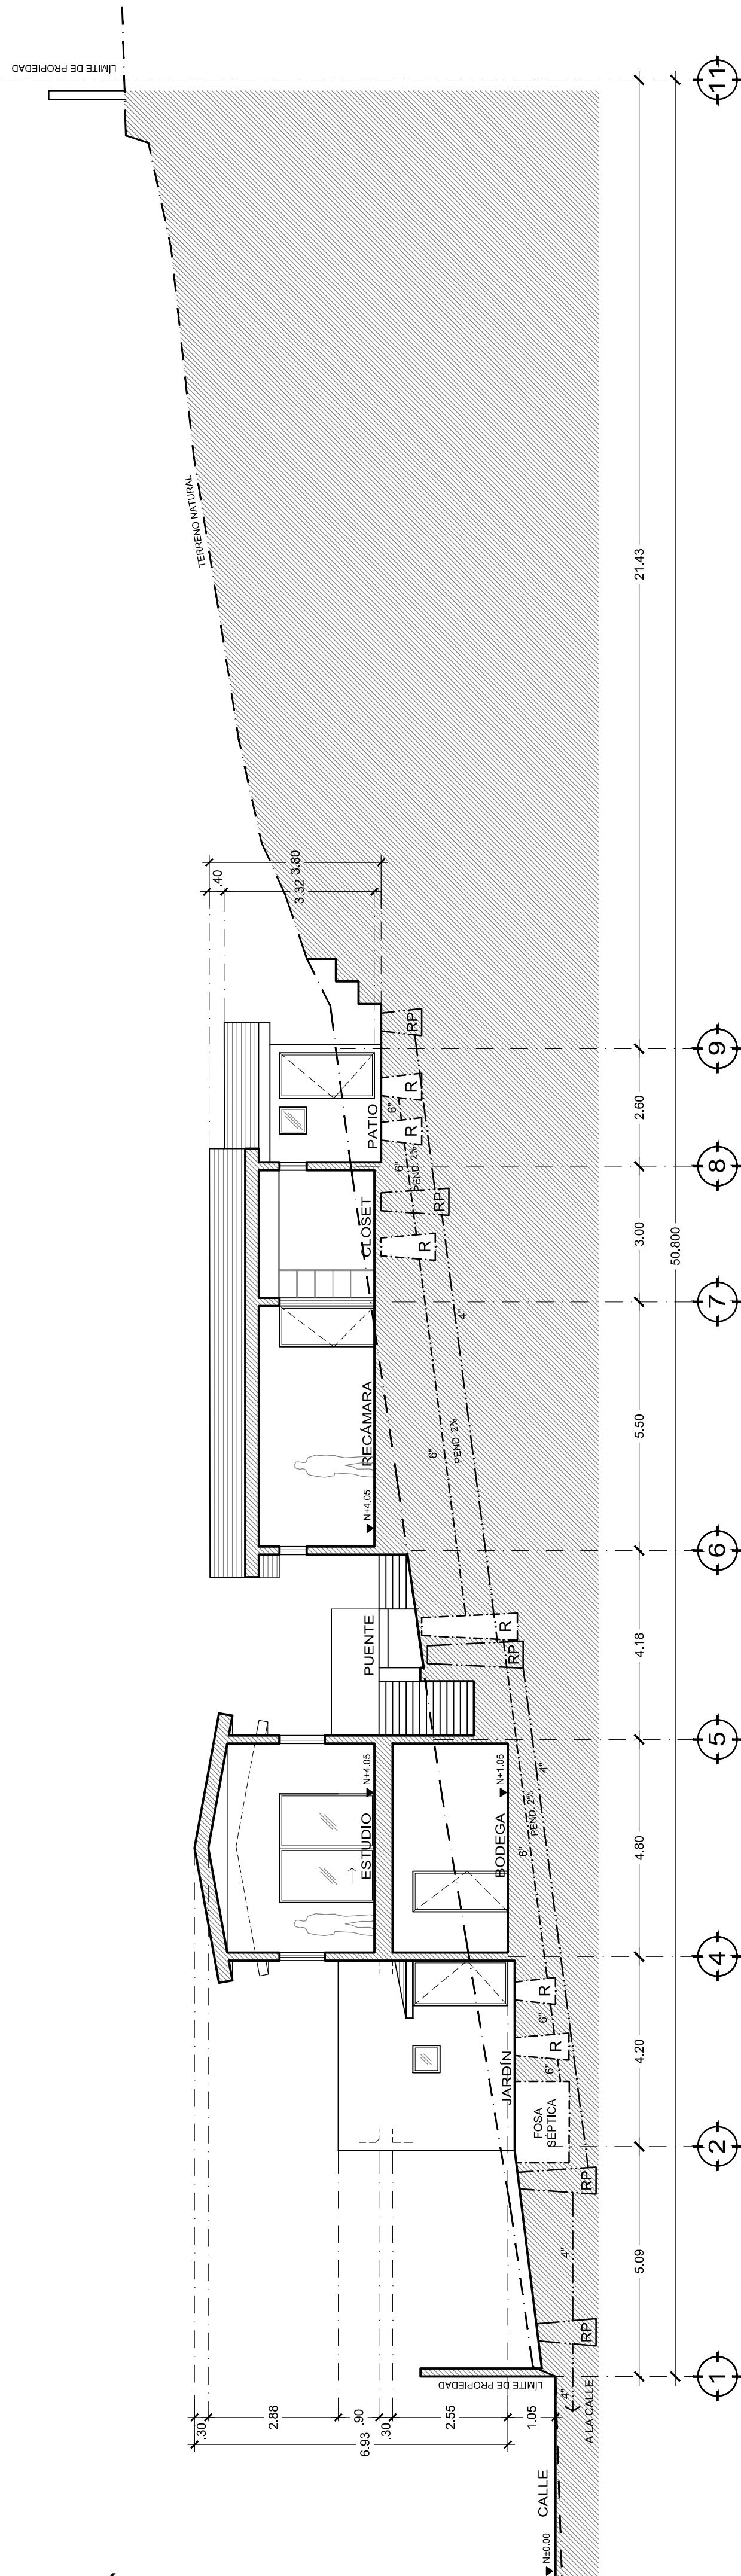 LÍMITE DE PROPIEDAD
TERRENO NATURAL
.40
3.32
3.80
PATIO
CLOSET
RECÁMARA
N+4.05
PUENTE
ESTUDIO
N+4.05
BODEGA
N+1.05
JARDÍN
FOSA
SÉPTICA
LÍMITE DE PROPIEDAD
CALLE
N±0.00
A LA CALLE
RP
R
6"
R
6"
PEND. 2%
RP
R
4"
6"
PEND. 2%
R
RP
4"
6"
PEND. 2%
R
6"
R
6"
RP
4"
RP
4"
.30
2.88
.90
.30
2.55
1.05
6.93
5.09
4.20
4.80
4.18
5.50
3.00
2.60
21.43
50.800
1
2
4
5
6
7
8
9
11